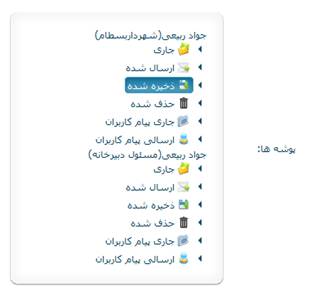 پوشه ها:
جواد ربیعی(شهرداربسطام)
جاری
ارسال شده
ذخیره شده
حذف شده
جاری پیام کاربران
ارسالی پیام کاربران
جواد ربیعی(مسئول دبیرخانه)
جاری
ارسال شده
ذخیره شده
حذف شده
جاری پیام کاربران
ارسالی پیام کاربران